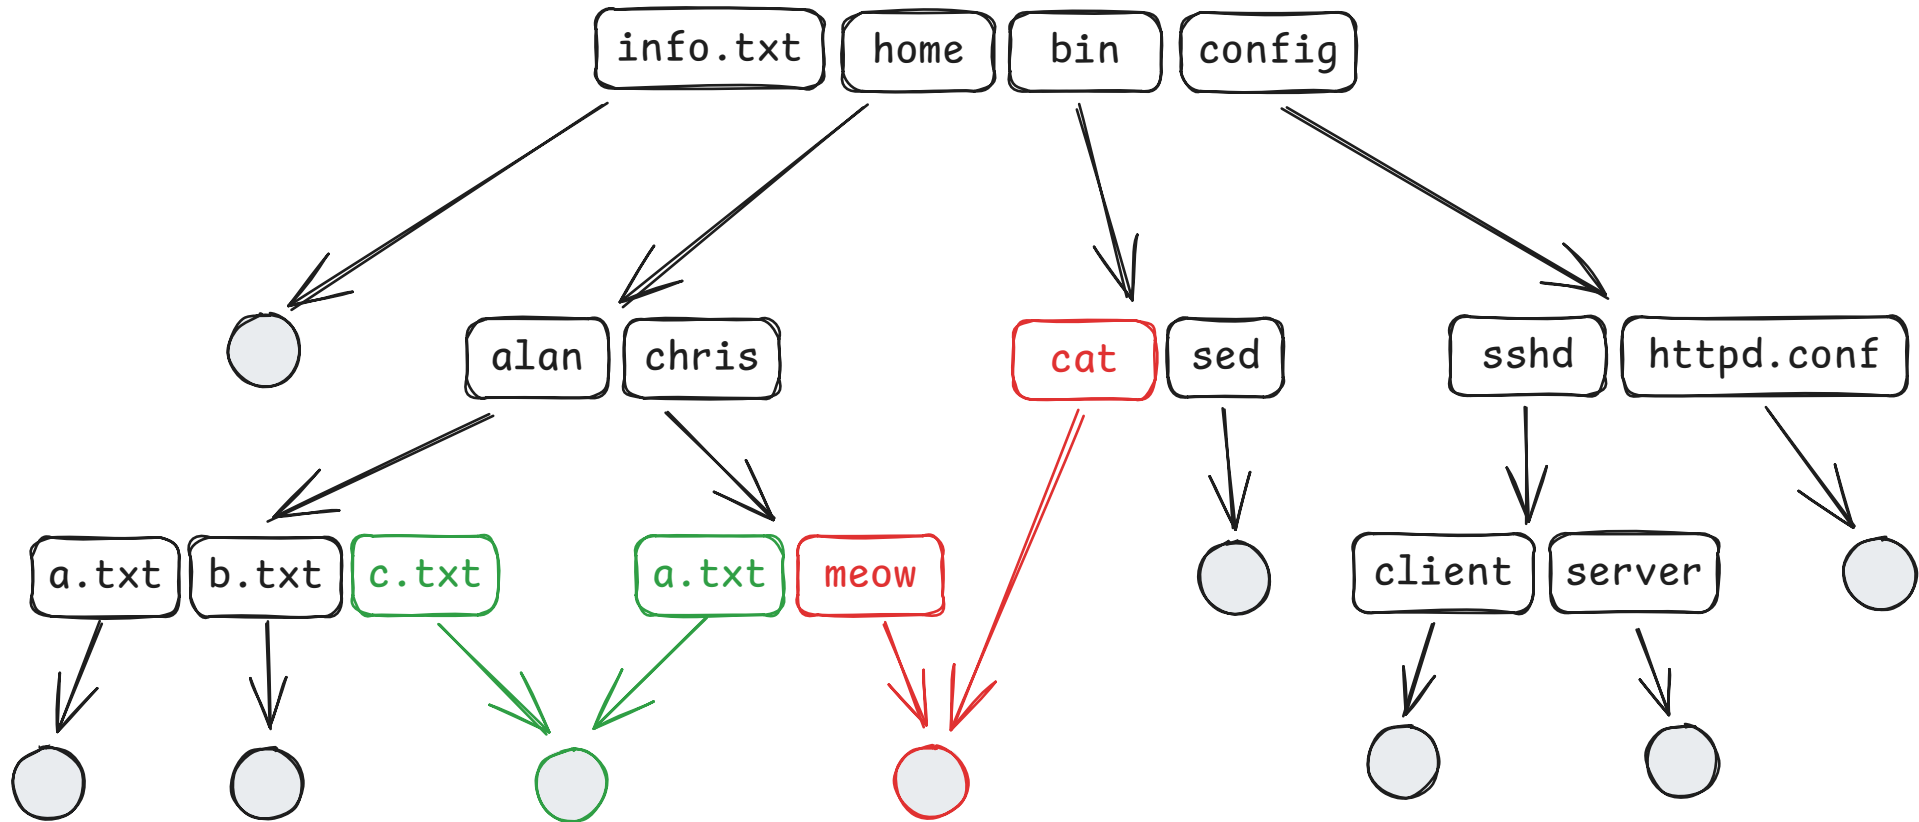 info.txt home bin config
alan chris cat sed sshd httpd.conf
a.txt b.txt c.txt a.txt meow client server